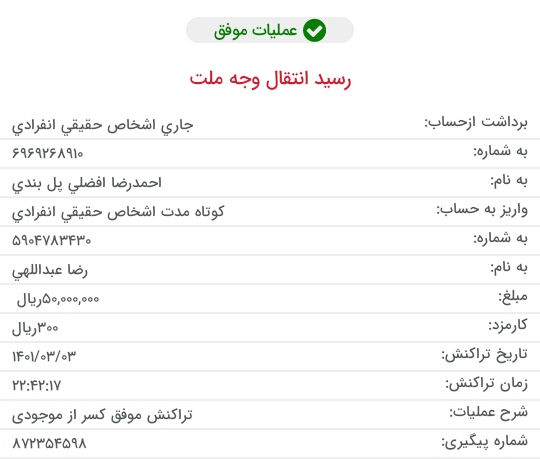 عملیات موفق
رسید انتقال وجه ملت
برداشت ازحساب: جاري اشخاص حقيقي انفرادي
به شماره: ۶۹۶۹۲۶۸۹۱۰
به نام: احمدرضا افضلي پل بندي
واریز به حساب: كوتاه مدت اشخاص حقيقي انفرادي
به شماره: ۵۹۰۴۷۸۳۴۳۰
به نام: رضا عبداللهي
مبلغ: ۵۰,۰۰۰,۰۰۰ریال
کارمزد: ۳۰۰ریال
تاریخ تراکنش: ۱۴۰۱/۰۳/۰۳
زمان تراکنش: ۲۲:۴۲:۱۷
شرح عملیات: تراکنش موفق کسر از موجودی
شماره پیگیری: ۸۷۲۳۵۴۵۹۸